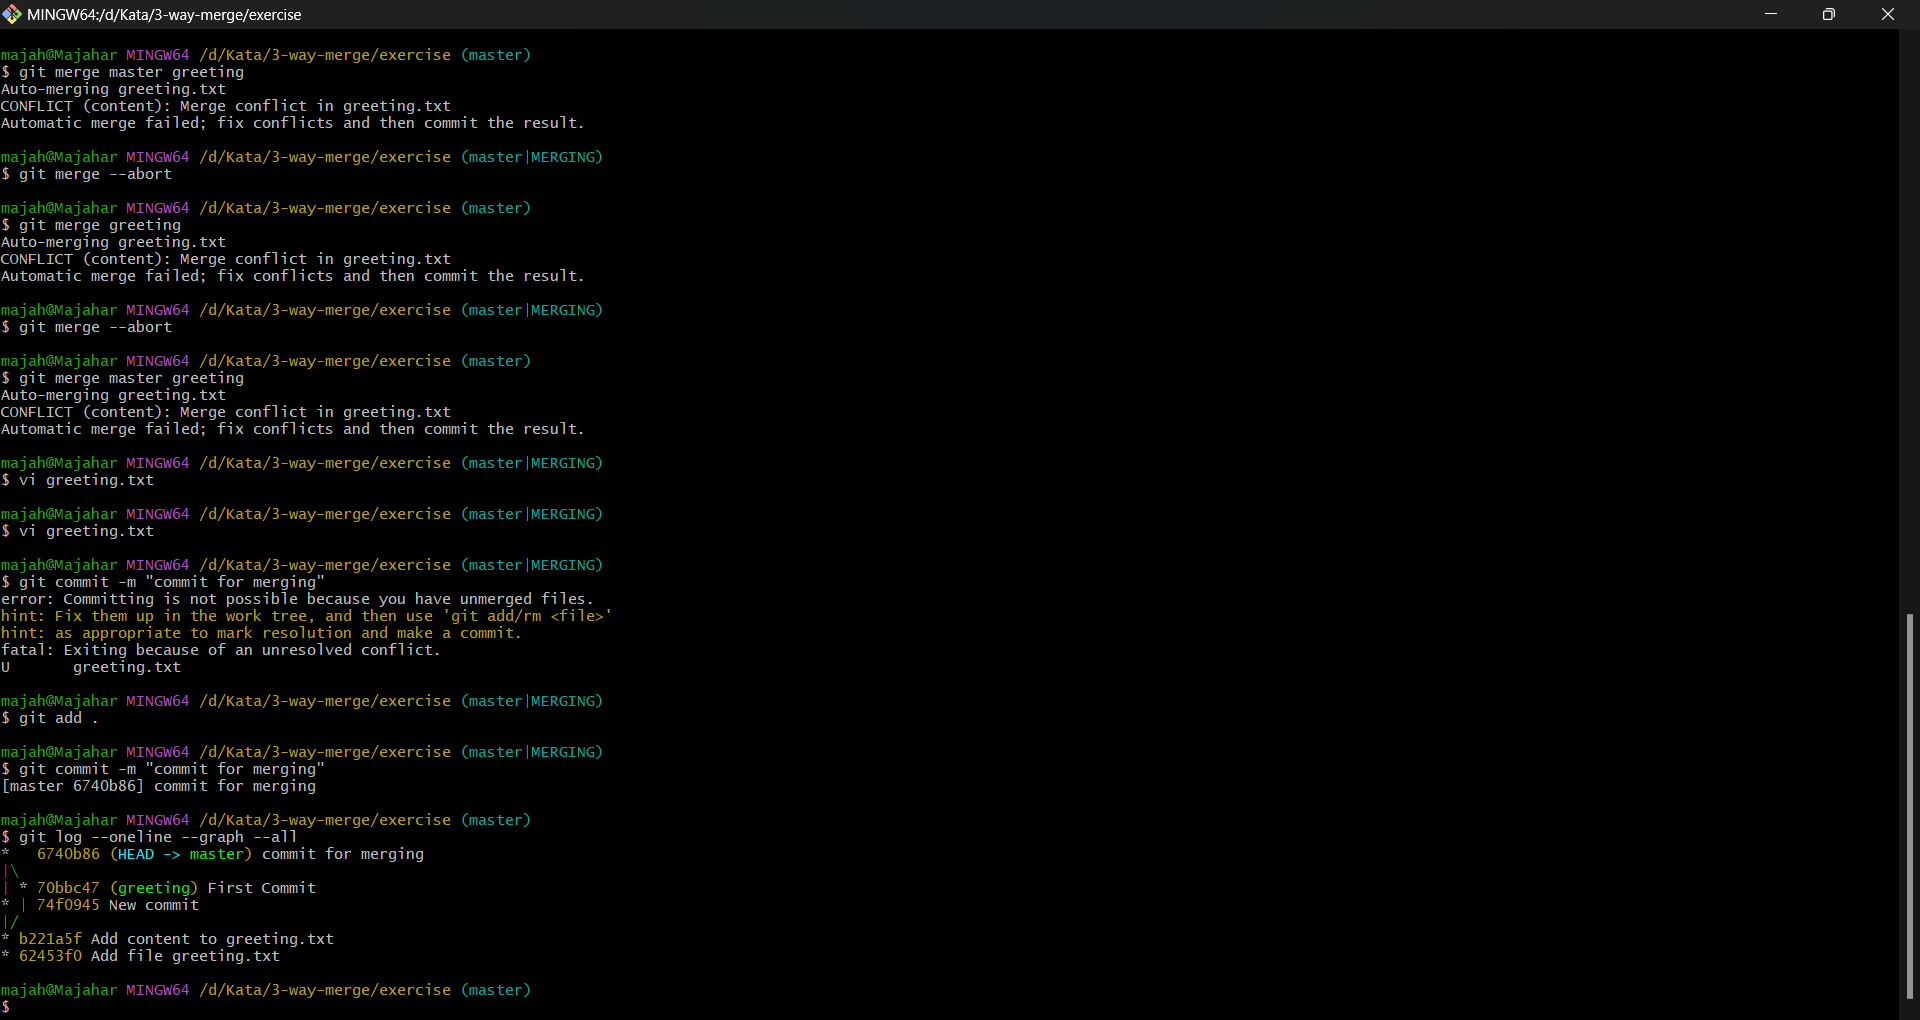 MINGW64:/d/Kata/3-way-merge/exercise
majah@Majahar MINGW64 /d/Kata/3-way-merge/exercise (master)
$ git merge master greeting
Auto-merging greeting.txt
CONFLICT (content): Merge conflict in greeting.txt
Automatic merge failed; fix conflicts and then commit the result.
majah@Majahar MINGW64 /d/Kata/3-way-merge/exercise (master|MERGING)
$ git merge --abort
majah@Majahar MINGW64 /d/Kata/3-way-merge/exercise (master)
$ git merge greeting
Auto-merging greeting.txt
CONFLICT (content): Merge conflict in greeting.txt
Automatic merge failed; fix conflicts and then commit the result.
majah@Majahar MINGW64 /d/Kata/3-way-merge/exercise (master|MERGING)
$ git merge --abort
majah@Majahar MINGW64 /d/Kata/3-way-merge/exercise (master)
$ git merge master greeting
Auto-merging greeting.txt
CONFLICT (content): Merge conflict in greeting.txt
Automatic merge failed; fix conflicts and then commit the result.
majah@Majahar MINGW64 /d/Kata/3-way-merge/exercise (master|MERGING)
$ vi greeting.txt
majah@Majahar MINGW64 /d/Kata/3-way-merge/exercise (master|MERGING)
$ vi greeting.txt
majah@Majahar MINGW64 /d/Kata/3-way-merge/exercise (master|MERGING)
$ git commit -m "commit for merging"
error: Committing is not possible because you have unmerged files.
hint: Fix them up in the work tree, and then use 'git add/rm <file>'
hint: as appropriate to mark resolution and make a commit.
fatal: Exiting because of an unresolved conflict.
U       greeting.txt
majah@Majahar MINGW64 /d/Kata/3-way-merge/exercise (master|MERGING)
$ git add .
majah@Majahar MINGW64 /d/Kata/3-way-merge/exercise (master|MERGING)
$ git commit -m "commit for merging"
[master 6740b86] commit for merging
majah@Majahar MINGW64 /d/Kata/3-way-merge/exercise (master)
$ git log --oneline --graph --all
*   6740b86 (HEAD -> master) commit for merging
|\
| * 70bbc47 (greeting) First Commit
* | 74f0945 New commit
|/
* b221a5f Add content to greeting.txt
* 62453f0 Add file greeting.txt
majah@Majahar MINGW64 /d/Kata/3-way-merge/exercise (master)
$